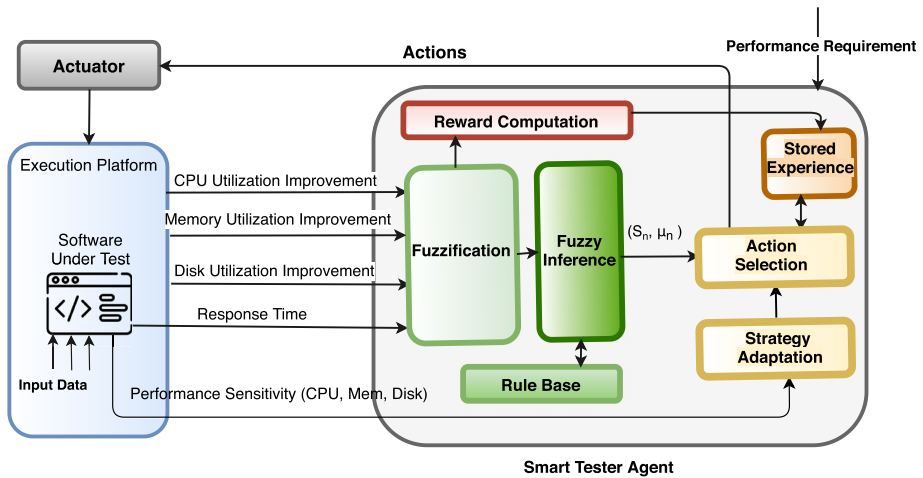 Performance Requirement
Actions
Actuator
Reward Computation
Stored
Experience
Execution Platform
CPU Utilization Improvement
Memory Utilization Improvement
Software
Under Test
Disk Utilization Improvement
</>
Response Time
Input Data
Performance Sensitivity (CPU, Mem, Disk)
Fuzzification
Fuzzy
Inference
(Sn, μn )
Action
Selection
Strategy
Adaptation
Rule Base
Smart Tester Agent